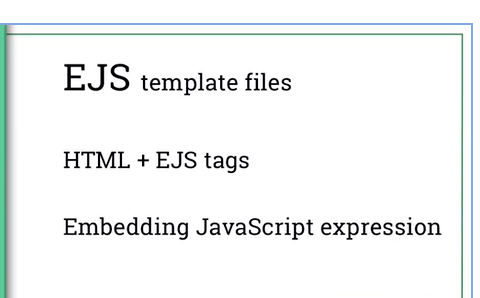 EJS template files
HTML + EJS tags
Embedding JavaScript expression